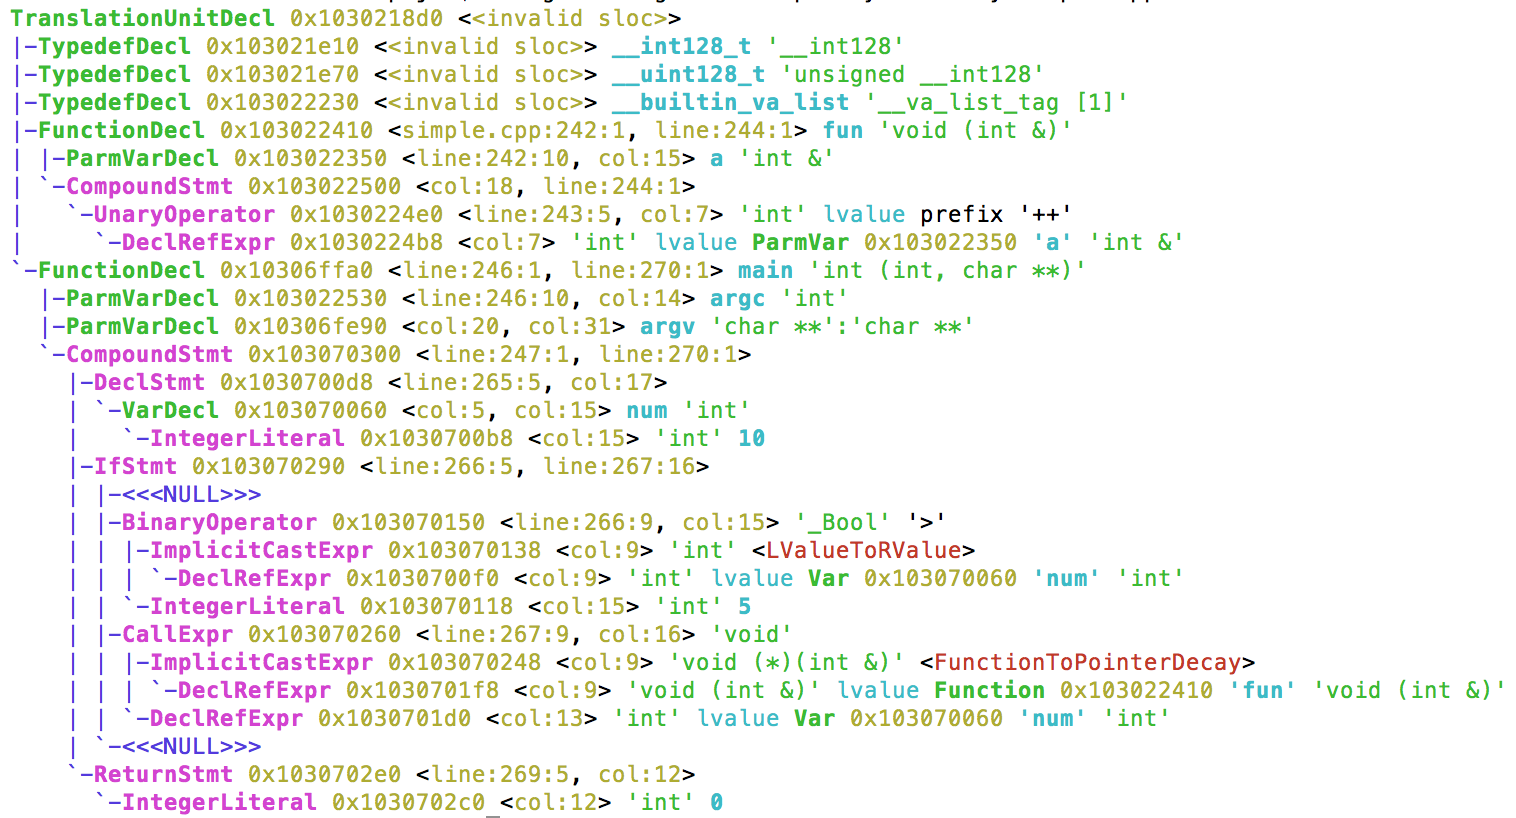 TranslationUnitDecl 0x1030218d0 <<invalid sloc>>
|-TypedefDecl 0x103021e10 <<invalid sloc>> __int128_t '__int128'
|-TypedefDecl 0x103021e70 <<invalid sloc>> __uint128_t 'unsigned __int128'
|-TypedefDecl 0x103022230 <<invalid sloc>> __builtin_va_list '__va_list_tag [1]'
|-FunctionDecl 0x103022410 <simple.cpp:242:1, line:244:1> fun 'void (int &)'
| |-ParmVarDecl 0x103022350 <line:242:10, col:15> a 'int &'
| `-CompoundStmt 0x103022500 <col:18, line:244:1>
|   `-UnaryOperator 0x1030224e0 <line:243:5, col:7> 'int' lvalue prefix '++'
|     `-DeclRefExpr 0x1030224b8 <col:7> 'int' lvalue ParmVar 0x103022350 'a' 'int &'
`-FunctionDecl 0x10306ffa0 <line:246:1, line:270:1> main 'int (int, char **)'
  |-ParmVarDecl 0x103022530 <line:246:10, col:14> argc 'int'
  |-ParmVarDecl 0x10306fe90 <col:20, col:31> argv 'char **':'char **'
  `-CompoundStmt 0x103070300 <line:247:1, line:270:1>
    |-DeclStmt 0x1030700d8 <line:265:5, col:17>
    | `-VarDecl 0x103070060 <col:5, col:15> num 'int'
    |   `-IntegerLiteral 0x1030700b8 <col:15> 'int' 10
    |-IfStmt 0x103070290 <line:266:5, line:267:16>
    | |-<<<NULL>>>
    | |-BinaryOperator 0x103070150 <line:266:9, col:15> '_Bool' '>'
    | | |-ImplicitCastExpr 0x103070138 <col:9> 'int' <LValueToRValue>
    | | | `-DeclRefExpr 0x1030700f0 <col:9> 'int' lvalue Var 0x103070060 'num' 'int'
    | | `-IntegerLiteral 0x103070118 <col:15> 'int' 5
    | |-CallExpr 0x103070260 <line:267:9, col:16> 'void'
    | | |-ImplicitCastExpr 0x103070248 <col:9> 'void (*)(int &)' <FunctionToPointerDecay>
    | | | `-DeclRefExpr 0x1030701f8 <col:9> 'void (int &)' lvalue Function 0x103022410 'fun' 'void (int &)'
    | | `-DeclRefExpr 0x1030701d0 <col:13> 'int' lvalue Var 0x103070060 'num' 'int'
    | `-<<<NULL>>>
    `-ReturnStmt 0x1030702e0 <line:269:5, col:12>
      `-IntegerLiteral 0x1030702c0 <col:12> 'int' 0